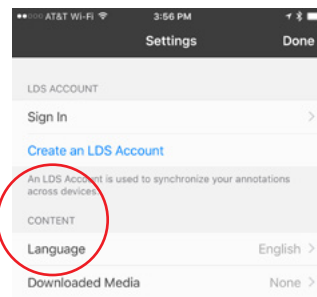 AT&T Wi-Fi 3:56 PM
Settings Done
LDS ACCOUNT
Sign In
Create an LDS Account
An LDS Account is used to synchronize your annotations
across devices.
CONTENT
Language English
Downloaded Media None